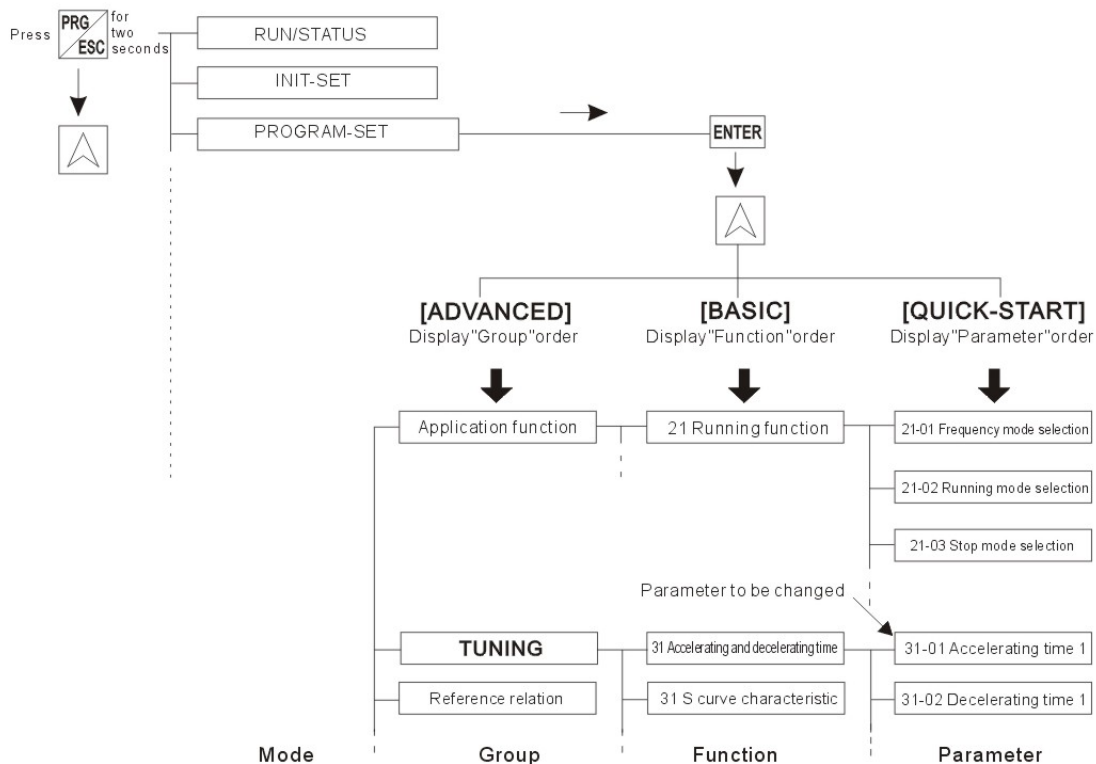 Press
PRG
ESC
for
two
seconds
RUN/STATUS
INIT-SET
PROGRAM-SET
ENTER
[ADVANCED]
Display"Group"order
[BASIC]
Display"Function"order
[QUICK-START]
Display"Parameter"order
Application function
21 Running function
21-01 Frequency mode selection
21-02 Running mode selection
21-03 Stop mode selection
Parameter to be changed
TUNING
31 Accelerating and decelerating time
31-01 Accelerating time 1
Reference relation
31 S curve characteristic
31-02 Decelerating time 1
Mode
Group
Function
Parameter